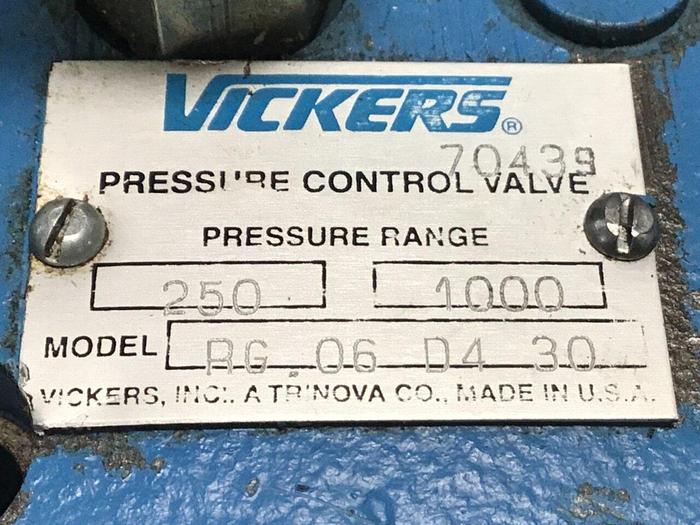 VICKERS®
70439
PRESSURE CONTROL VALVE
PRESSURE RANGE
250 1000
MODEL RG 06 D4 30
VICKERS, INC. A TRINOVA CO., MADE IN U.S.A.